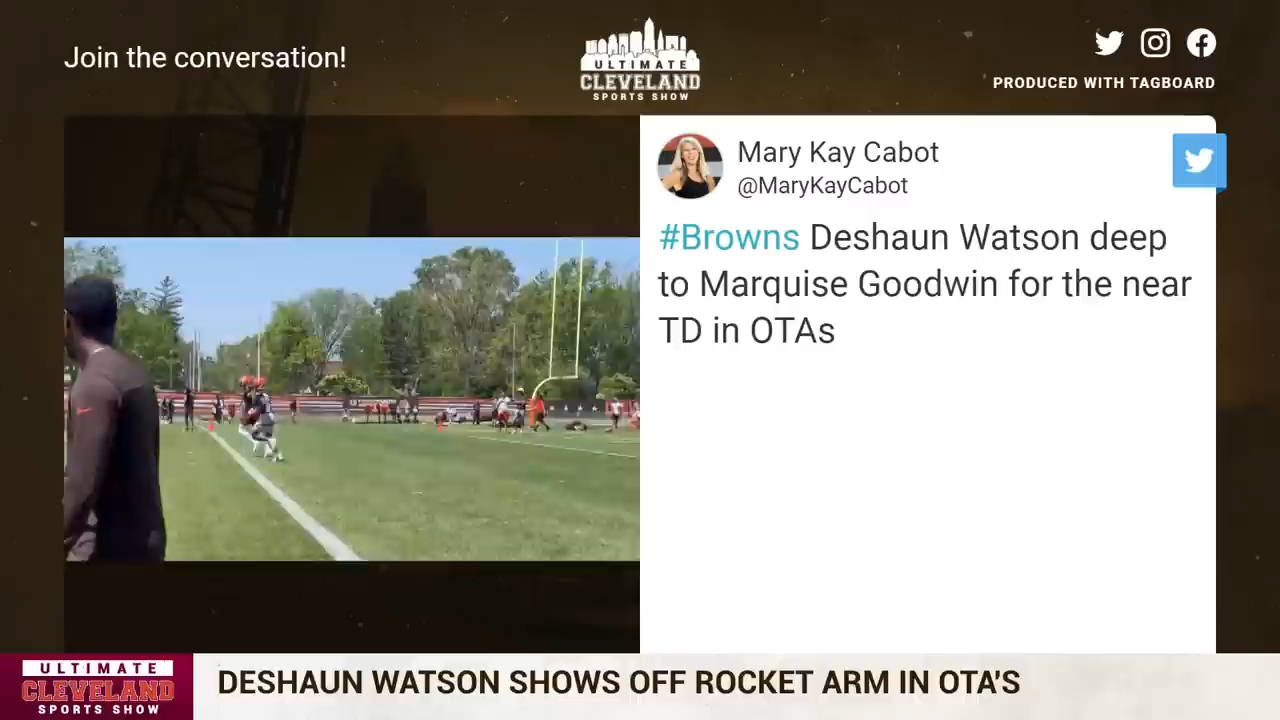 Join the conversation!
ULTIMATE
CLEVELAND
SPORTS SHOW
PRODUCED WITH TAGBOARD
Mary Kay Cabot
@MaryKayCabot
#Browns Deshaun Watson deep
to Marquise Goodwin for the near
TD in OTAs
ULTIMATE
CLEVELAND
SPORTS SHOW
DESHAUN WATSON SHOWS OFF ROCKET ARM IN OTA'S